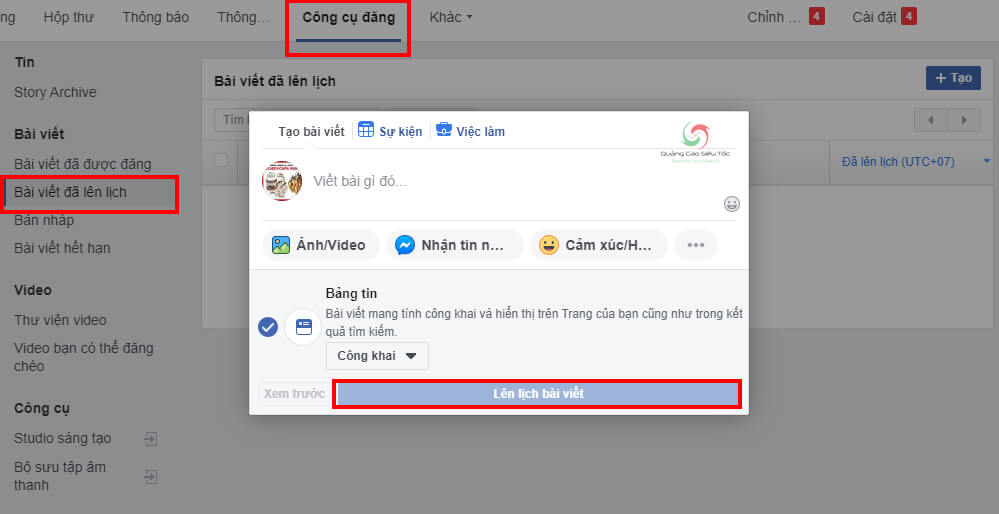 ng Hộp thư Thông báo Thông... Công cụ đăng Khác Chỉnh ... 4 Cài đặt 4
Tin
Story Archive
Bài viết
Bài viết đã được đăng
Bài viết đã lên lịch
Bản nháp
Bài viết hết hạn
Video
Thư viện video
Video bạn có thể đăng
chéo
Công cụ
Studio sáng tạo
Bộ sưu tập âm
thanh
Bài viết đã lên lịch
+ Tạo
Tìm
Đã lên lịch (UTC+07)
Tạo bài viết Sự kiện Việc làm
Quảng Cáo Siêu Tốc
Viết bài gì đó...
Ảnh/Video Nhận tin n... Cảm xúc/H...
Bảng tin
Bài viết mang tính công khai và hiển thị trên Trang của bạn cũng như trong kết
quả tìm kiếm.
Công khai
Xem trước Lên lịch bài viết